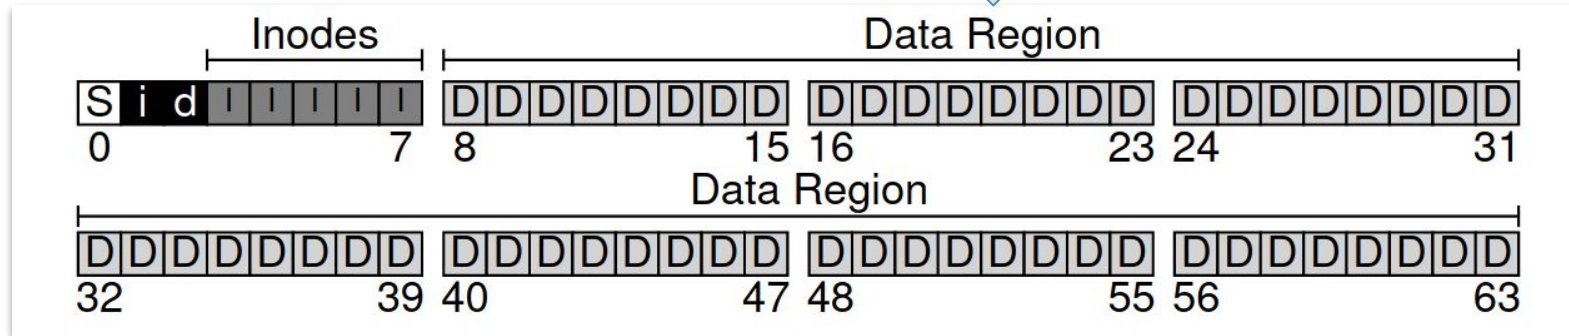 Inodes Data Region
S i d I I I I I D D D D D D D D D D D D D D D D D D D D D D D D
0 7 8 15 16 23 24 31
Data Region
D D D D D D D D D D D D D D D D D D D D D D D D D D D D D D D D
32 39 40 47 48 55 56 63